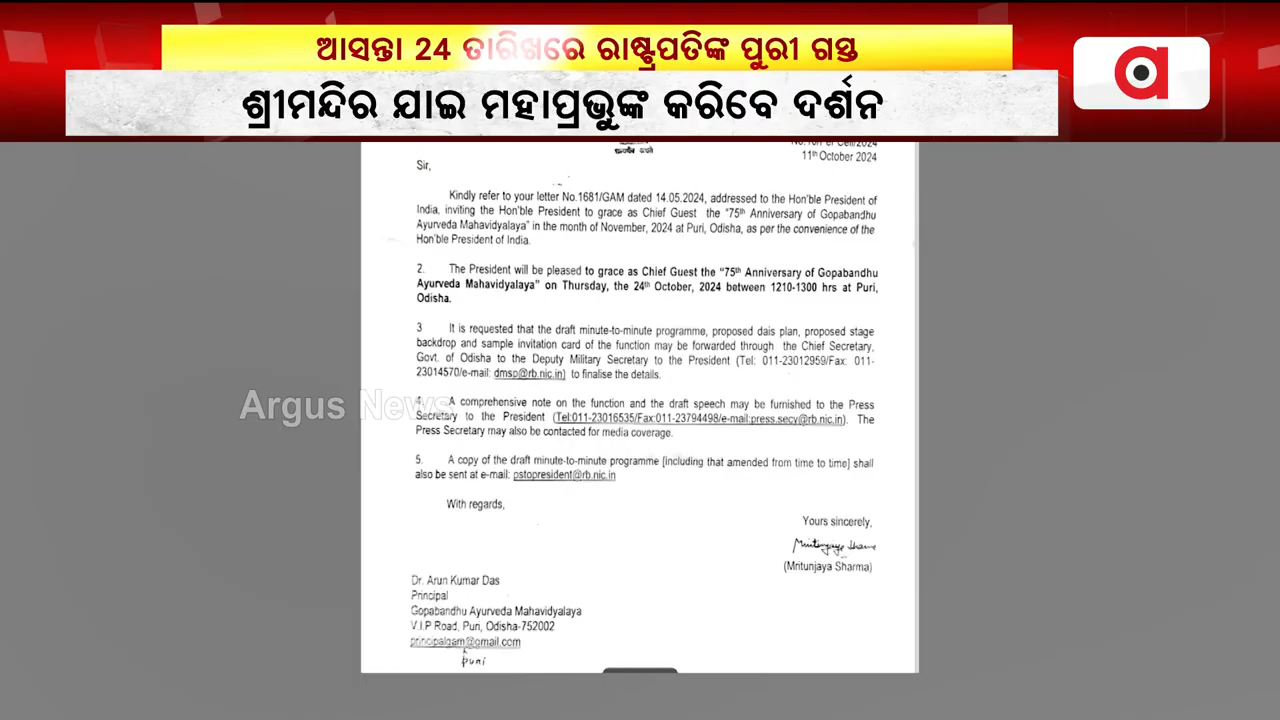 ଆସନ୍ତା 24 ତାରିଖରେ ରାଷ୍ଟ୍ରପତିଙ୍କ ପୁରୀ ଗସ୍ତ
ଶ୍ରୀମନ୍ଦିର ଯାଇ ମହାପ୍ରଭୁଙ୍କ କରିବେ ଦର୍ଶନ
सत्यमेव जयते
11th October 2024
Sir,
Kindly refer to your letter No.1681/GAM dated 14.05.2024, addressed to the Hon'ble President of
India, inviting the Hon'ble President to grace as Chief Guest the "75th Anniversary of Gopabandhu
Ayurveda Mahavidyalaya" in the month of November, 2024 at Puri, Odisha, as per the convenience of the
Hon'ble President of India.
2. The President will be pleased to grace as Chief Guest the "75th Anniversary of Gopabandhu
Ayurveda Mahavidyalaya" on Thursday, the 24th October, 2024 between 1210-1300 hrs at Puri,
Odisha.
3 It is requested that the draft minute-to-minute programme, proposed dais plan, proposed stage
backdrop and sample invitation card of the function may be forwarded through the Chief Secretary,
Govt. of Odisha to the Deputy Military Secretary to the President (Tel: 011-23012959/Fax: 011-
23014570/e-mail: dmsp@rb.nic.in) to finalise the details.
Argus News
4. A comprehensive note on the function and the draft speech may be furnished to the Press
Secretary to the President (Tel:011-23016535/Fax:011-23794498/e-mail:press.secy@rb.nic.in). The
Press Secretary may also be contacted for media coverage.
5. A copy of the draft minute-to-minute programme [including that amended from time to time] shall
also be sent at e-mail: pstopresident@rb.nic.in
With regards,
Yours sincerely,
(Mritunjaya Sharma)
Dr. Arun Kumar Das
Principal
Gopabandhu Ayurveda Mahavidyalaya
V.I.P Road, Puri, Odisha-752002
principalgam@gmail.com
Puri